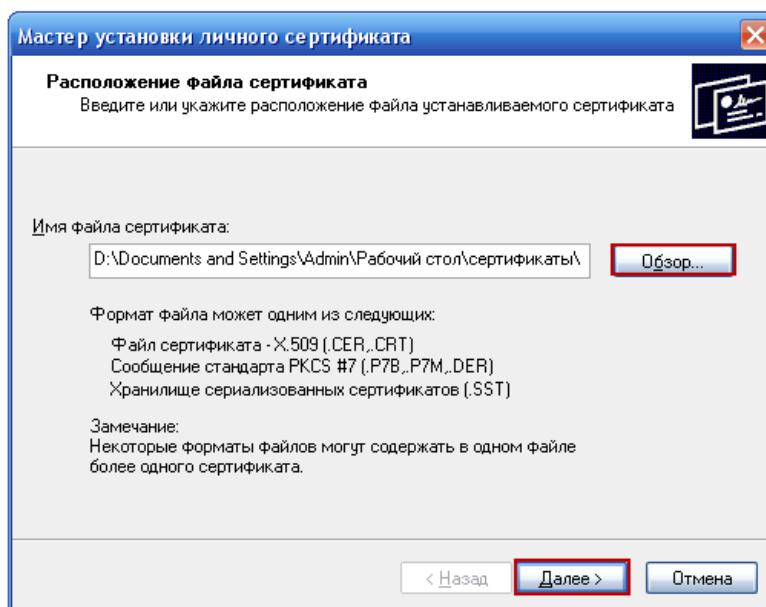 Мастер установки личного сертификата
Расположение файла сертификата
Введите или укажите расположение файла устанавливаемого сертификата
Имя файла сертификата:
D:\Documents and Settings\Admin\Рабочий стол\сертификаты\
Обзор...
Формат файла может одним из следующих:
Файл сертификата - X.509 (.CER,.CRT)
Сообщение стандарта PKCS #7 (.P7B,.P7M,.DER)
Хранилище сериализованных сертификатов (.SST)
Замечание:
Некоторые форматы файлов могут содержать в одном файле
более одного сертификата.
< Назад
Далее >
Отмена